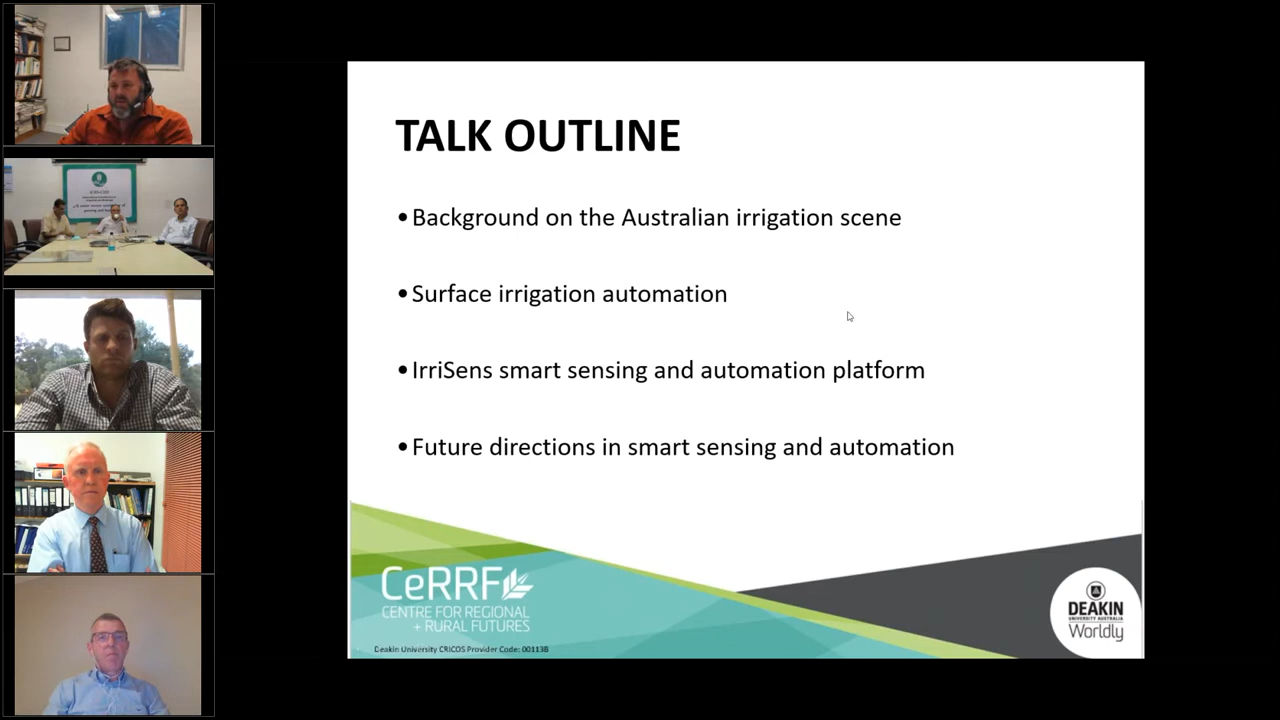 TALK OUTLINE
•Background on the Australian irrigation scene
•Surface irrigation automation
•IrriSens smart sensing and automation platform
•Future directions in smart sensing and automation
CeRRF
CENTRE FOR REGIONAL
+ RURAL FUTURES
Deakin University CRICOS Provider Code: 00113B
DEAKIN
UNIVERSITY AUSTRALIA
Worldly